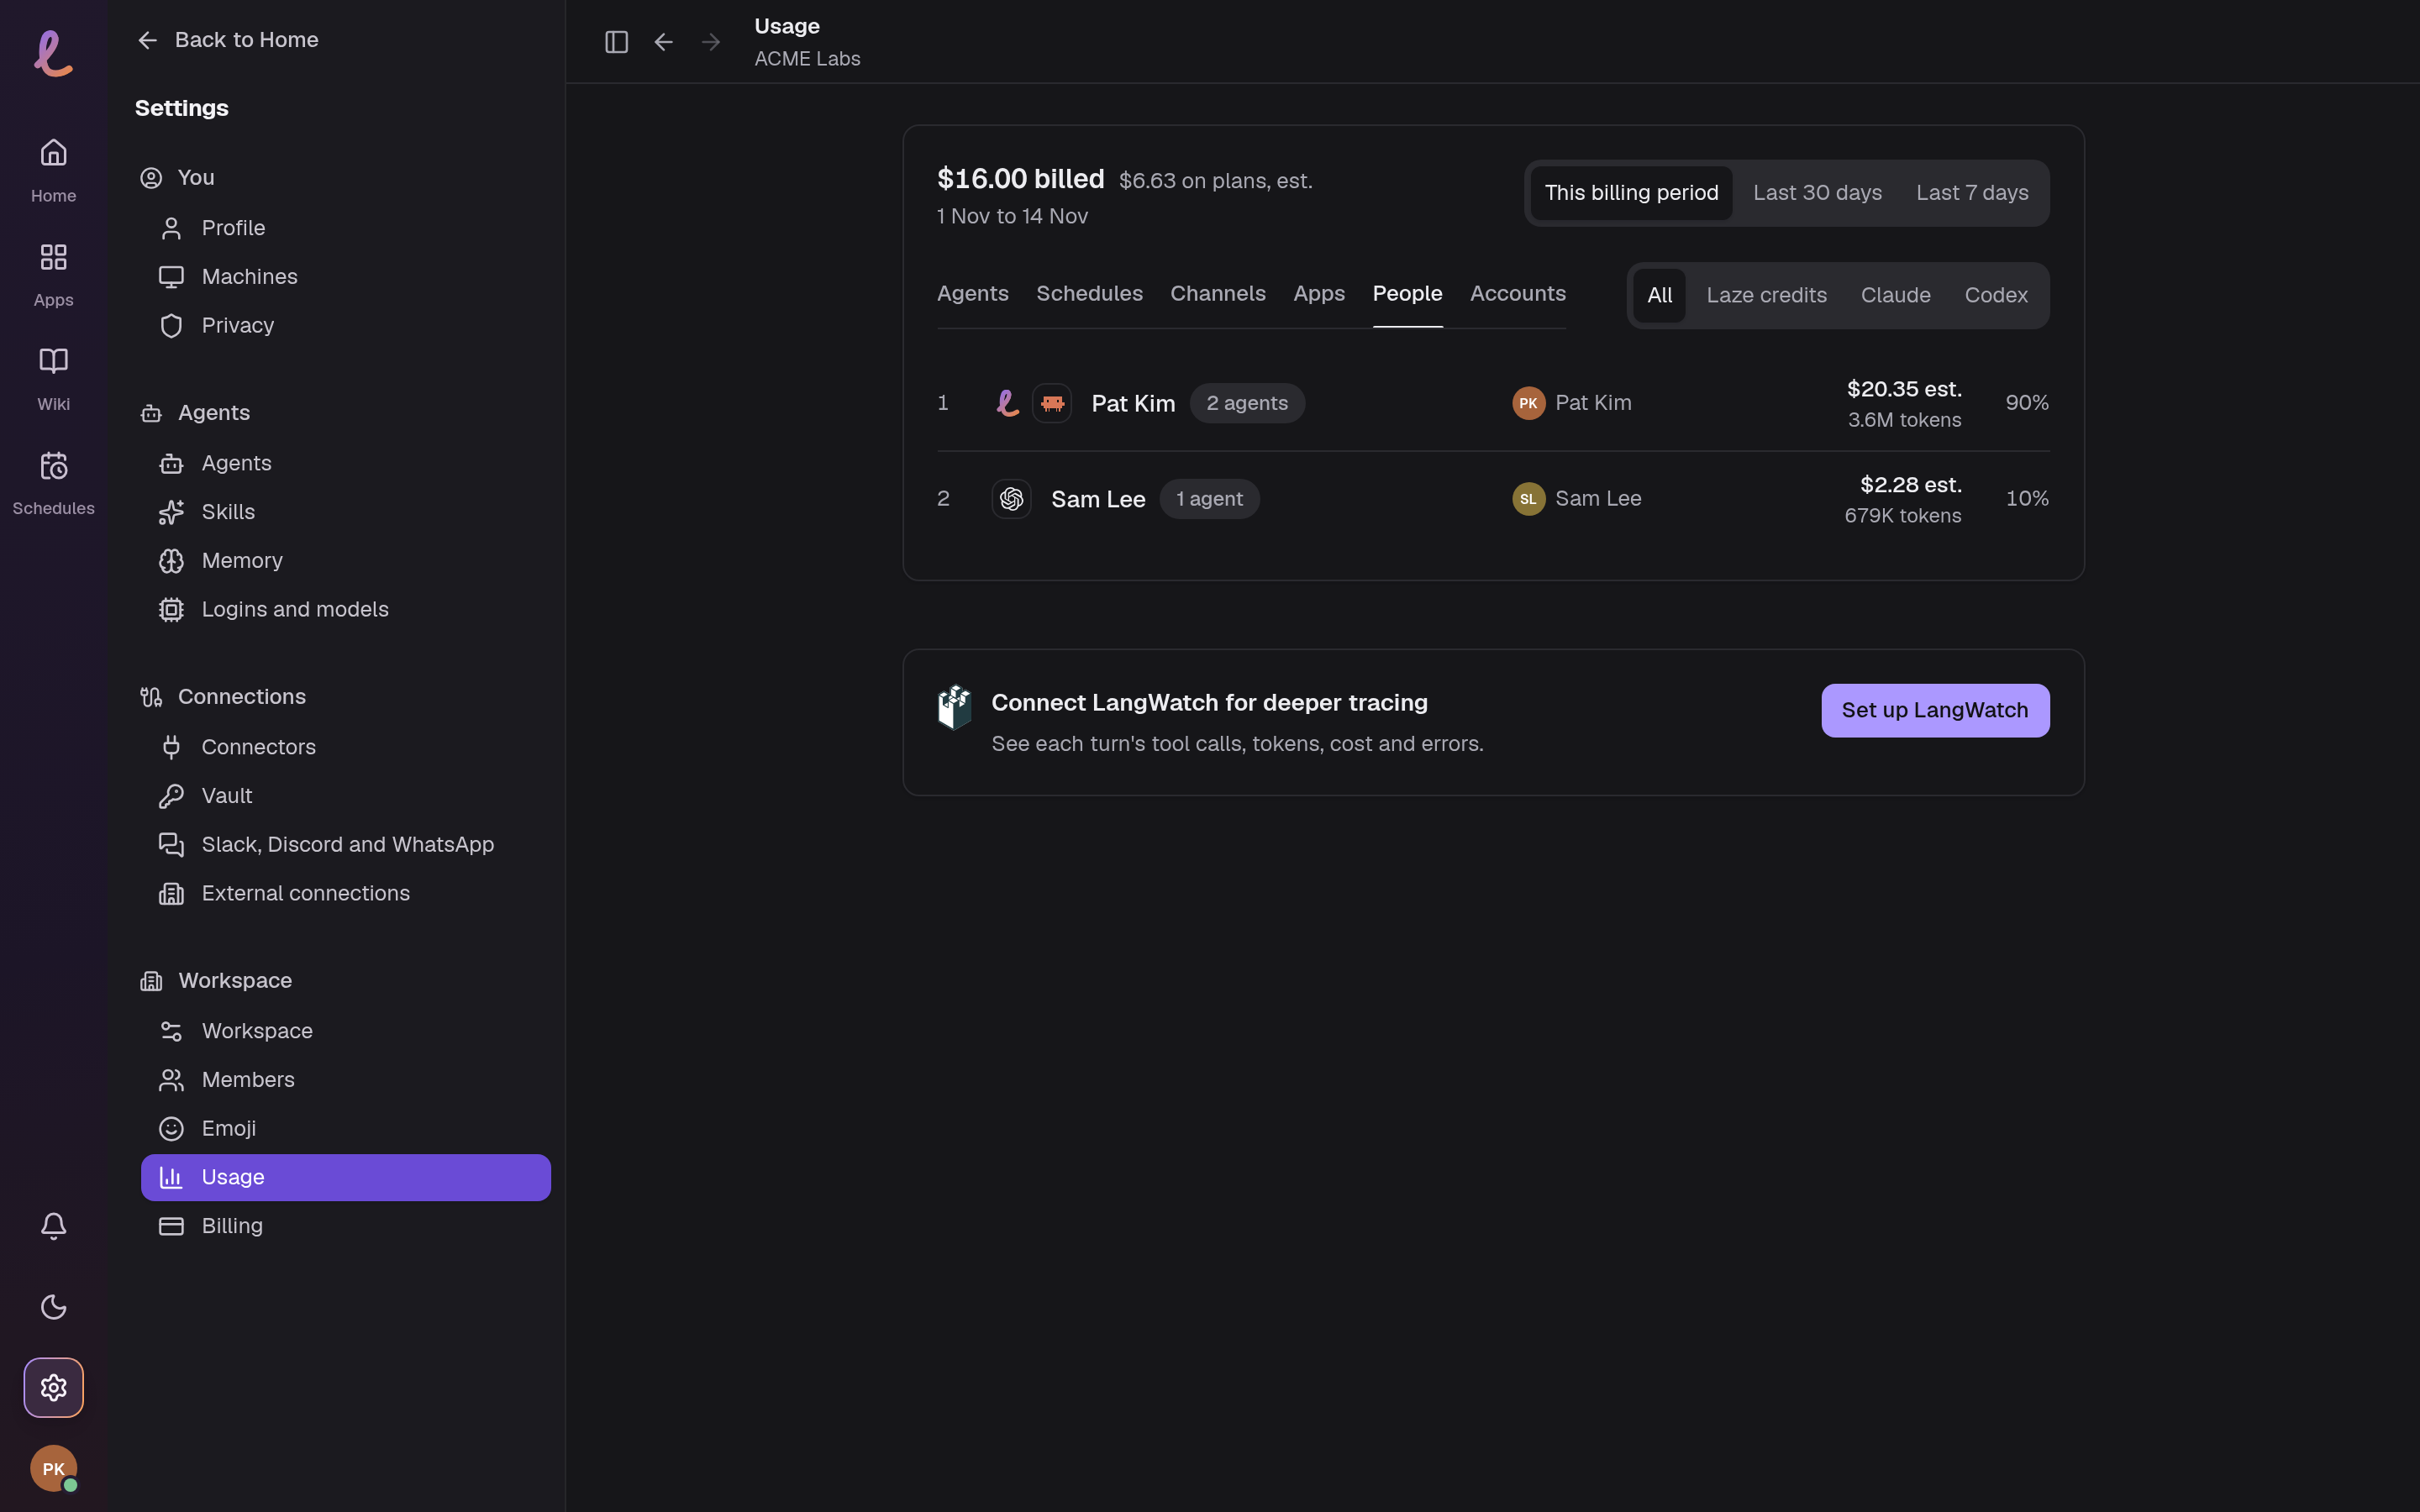 Back to Home
Settings
Home
Apps
Wiki
Schedules
You
Profile
Machines
Privacy
Agents
Agents
Skills
Memory
Logins and models
Connections
Connectors
Vault
Slack, Discord and WhatsApp
External connections
Workspace
Workspace
Members
Emoji
Usage
Billing
PK
Usage
ACME Labs
$16.00 billed $6.63 on plans, est.
1 Nov to 14 Nov
This billing period Last 30 days Last 7 days
Agents Schedules Channels Apps People Accounts
All Laze credits Claude Codex
1 Pat Kim 2 agents PK Pat Kim $20.35 est. 90%
3.6M tokens
2 Sam Lee 1 agent SL Sam Lee $2.28 est. 10%
679K tokens
Connect LangWatch for deeper tracing
See each turn's tool calls, tokens, cost and errors.
Set up LangWatch